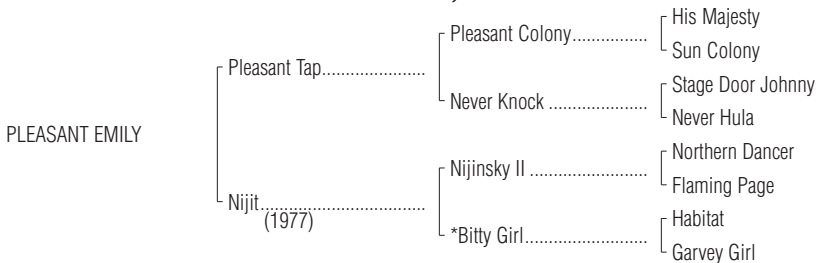 Pleasant Colony...............
His Majesty
Sun Colony
Pleasant Tap.....................
Never Knock ....................
Stage Door Johnny
Never Hula
PLEASANT EMILY
Nijinsky II ........................
Northern Dancer
Flaming Page
Nijit.................................
(1977)
*Bitty Girl.........................
Habitat
Garvey Girl